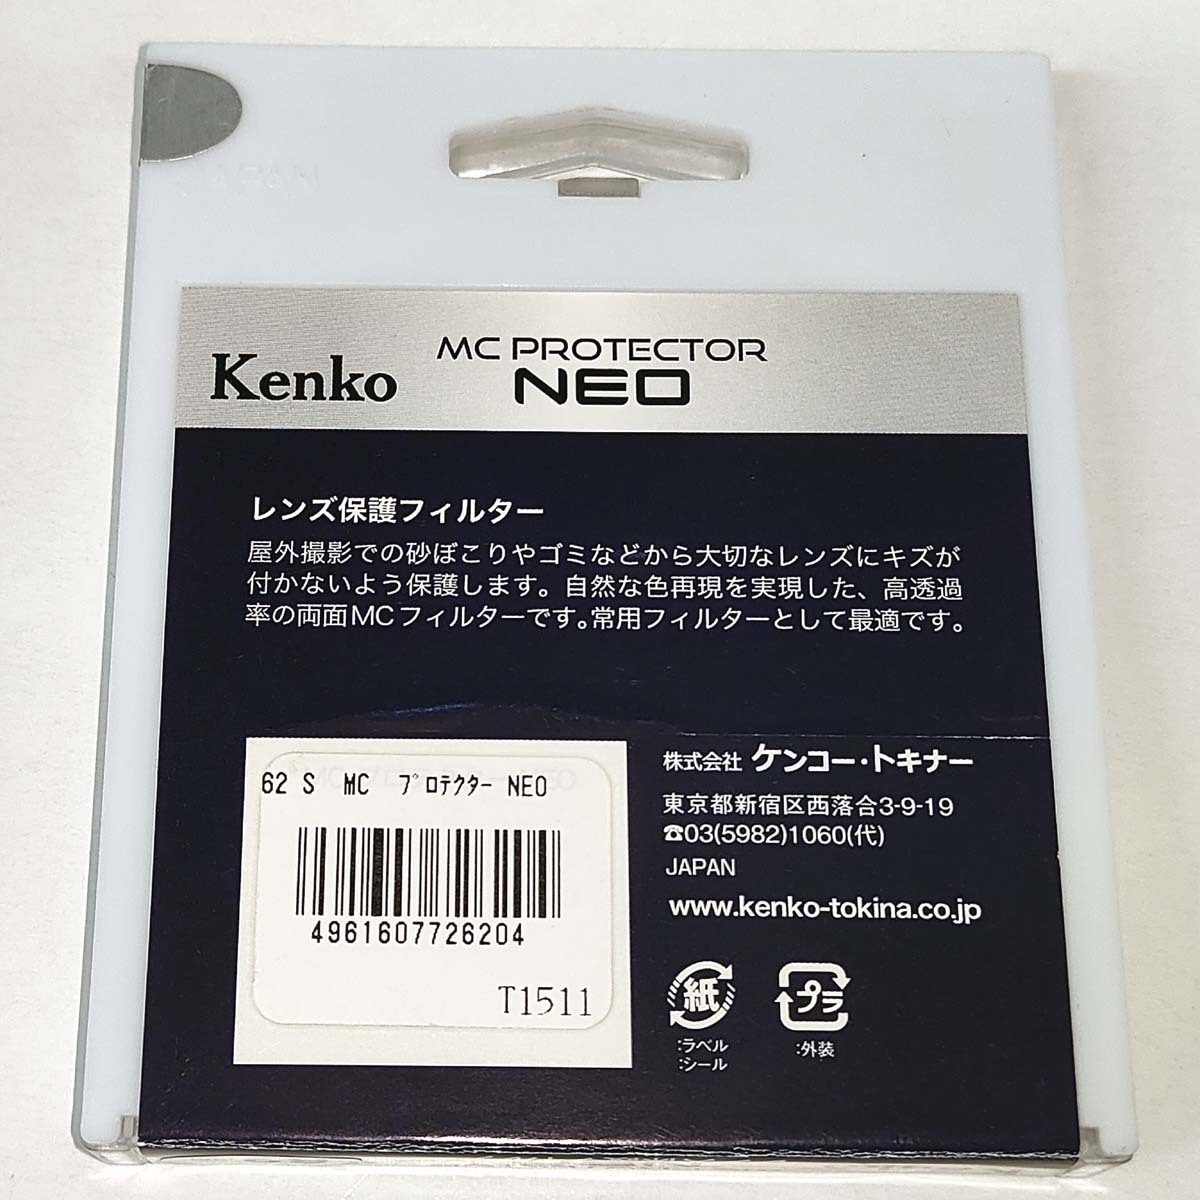 Kenko
MC PROTECTOR
NEO
レンズ保護フィルター
屋外撮影での砂ぼこりやゴミなどから大切なレンズにキズが
付かないよう保護します。自然な色再現を実現した、高透過
率の両面MCフィルターです。常用フィルターとして最適です。
62 S MC プロテクター NEO
4961607726204
T1511
株式会社 ケンコー・トキナー
東京都新宿区西落合3-9-19
☎03(5982)1060(代)
JAPAN
www.kenko-tokina.co.jp
紙
:ラベル
:シール
プラ
:外装